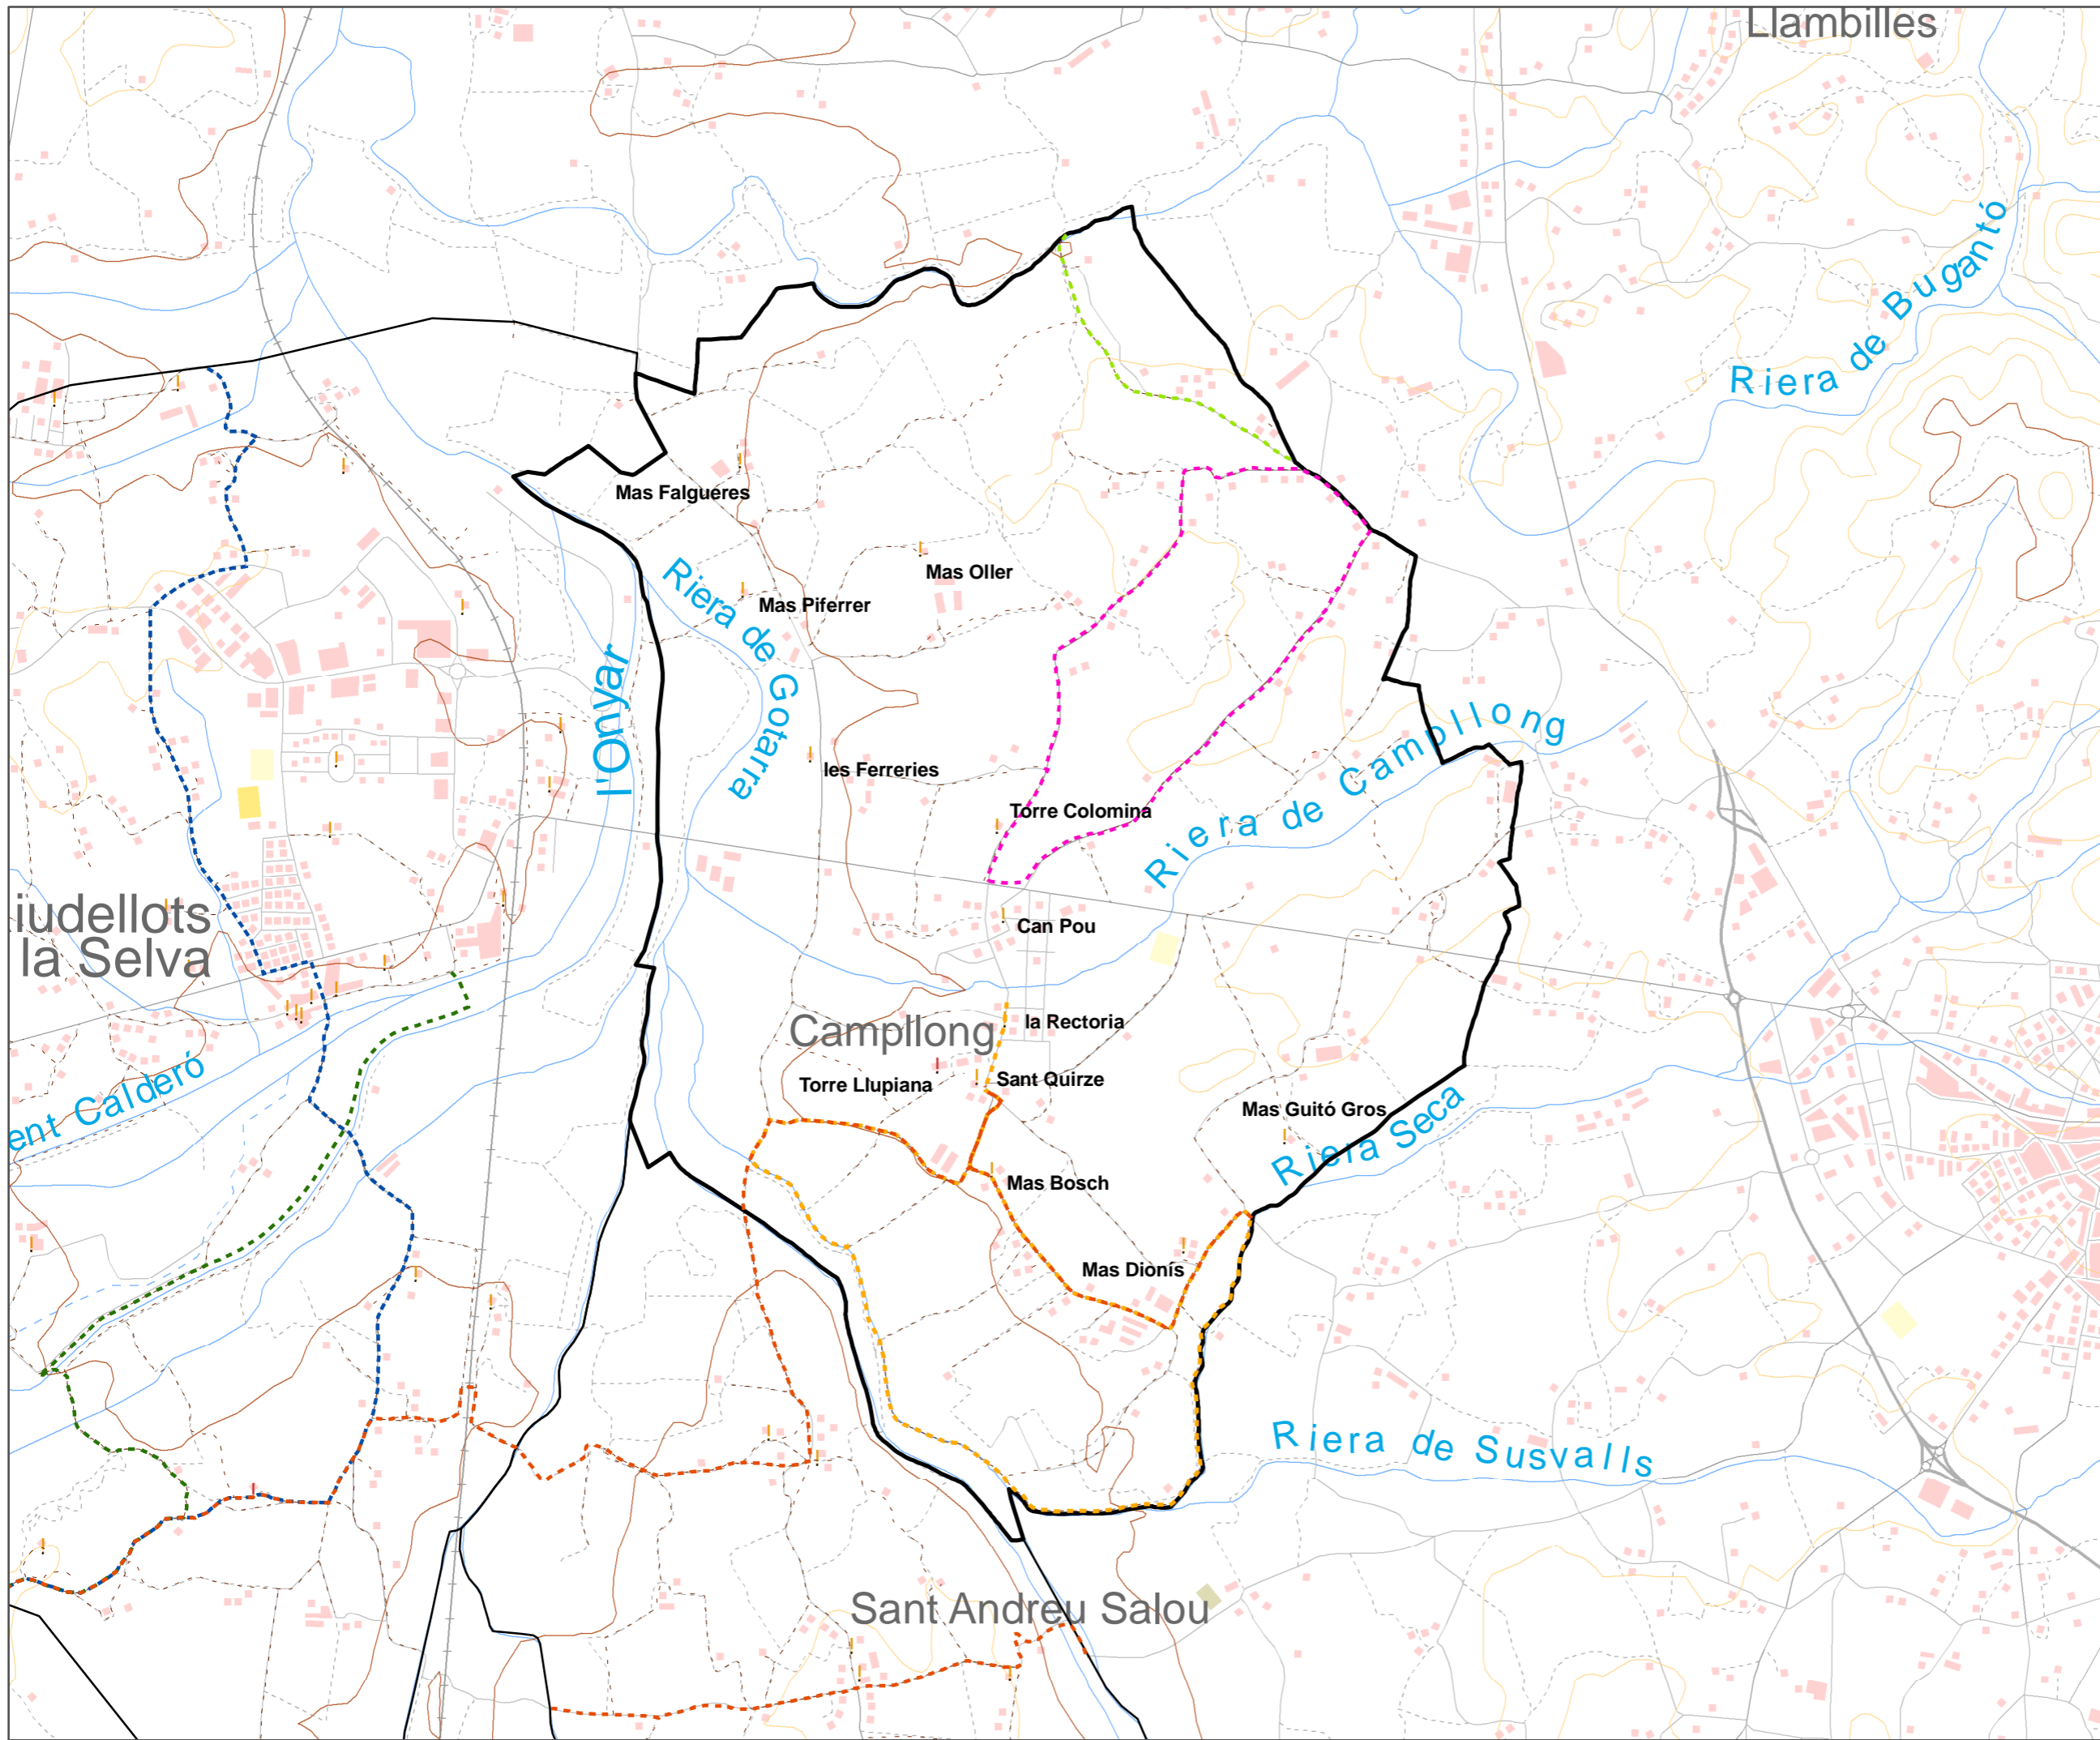 Llambilles
Riera de Bugantó
Mas Falgueres
Mas Oller
Riera de Gotarra
Mas Piferrer
l'Onyar
Riera de Campllong
les Ferreries
Torre Colomina
iudellots
la Selva
Can Pou
la Rectoria
Campllong
ent Calderó
Sant Quirze
Torre Llupiana
Mas Guitó Gros
Riera Seca
Mas Bosch
Mas Dionís
Riera de Susvalls
Sant Andreu Salou